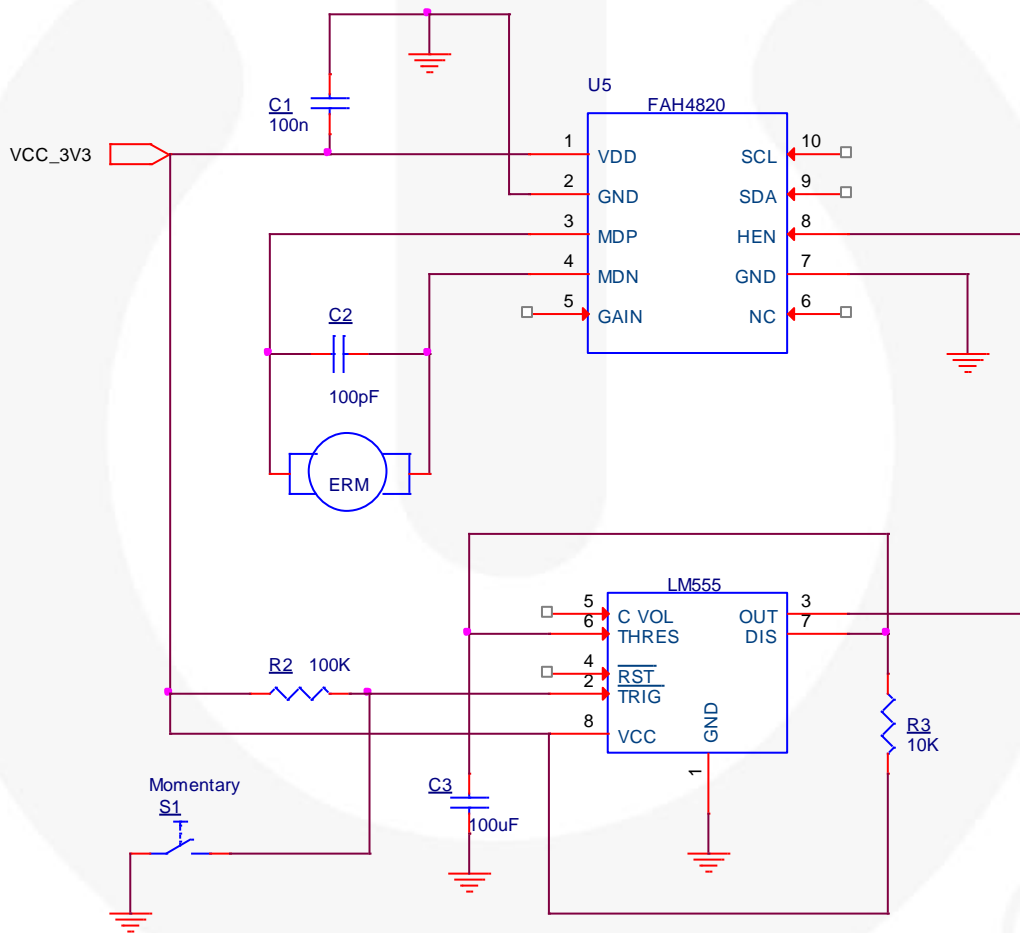 U5
FAH4820
C1
100n
VCC_3V3
1
VDD
SCL
10
2
GND
SDA
9
3
MDP
HEN
8
4
MDN
GND
7
5
GAIN
NC
6
C2
100pF
ERM
LM555
5
C VOL
OUT
3
6
THRES
DIS
7
4
RST
R2 100K
2
TRIG
8
VCC
GND
1
R3
10K
Momentary
S1
C3
100uF